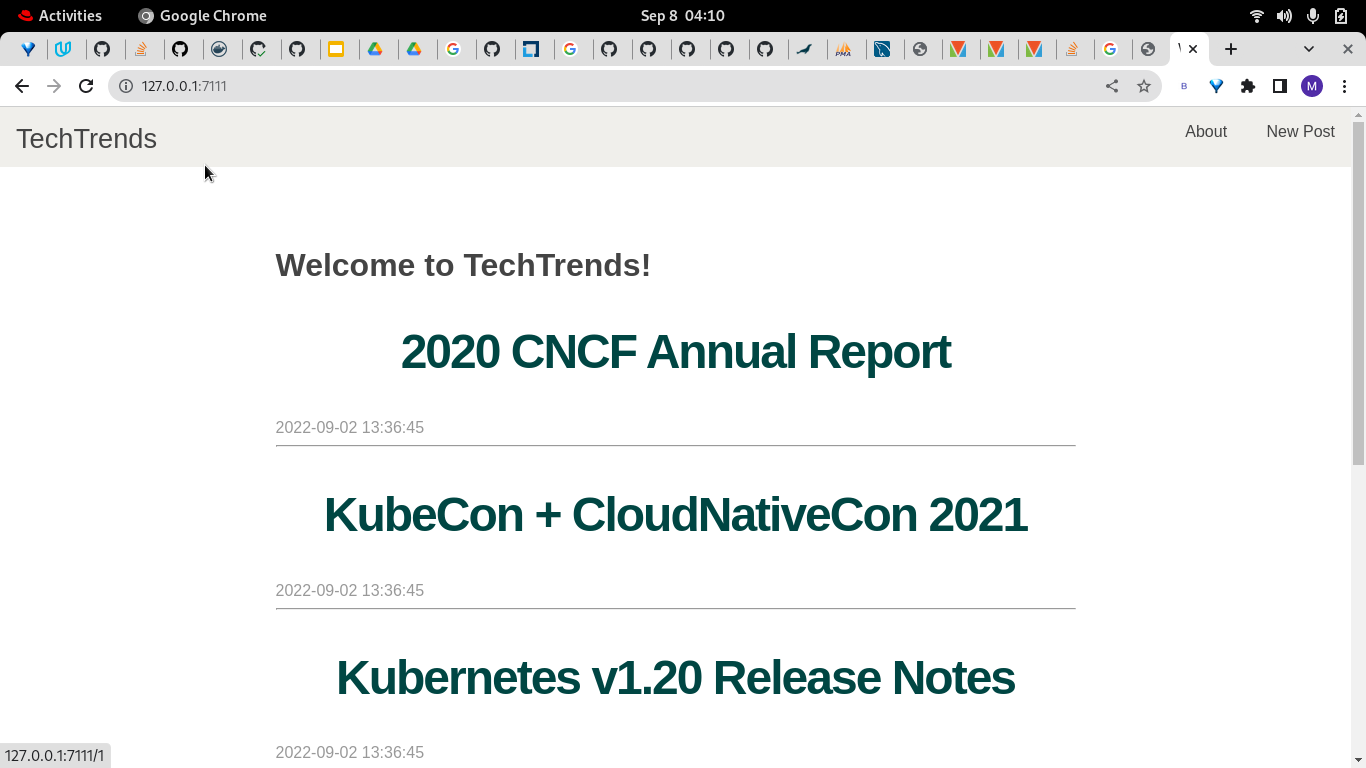 Activities Google Chrome Sep 8 04:10
127.0.0.1:7111 B M
TechTrends About New Post
Welcome to TechTrends!
2020 CNCF Annual Report
2022-09-02 13:36:45
KubeCon + CloudNativeCon 2021
2022-09-02 13:36:45
Kubernetes v1.20 Release Notes
2022-09-02 13:36:45
127.0.0.1:7111/1